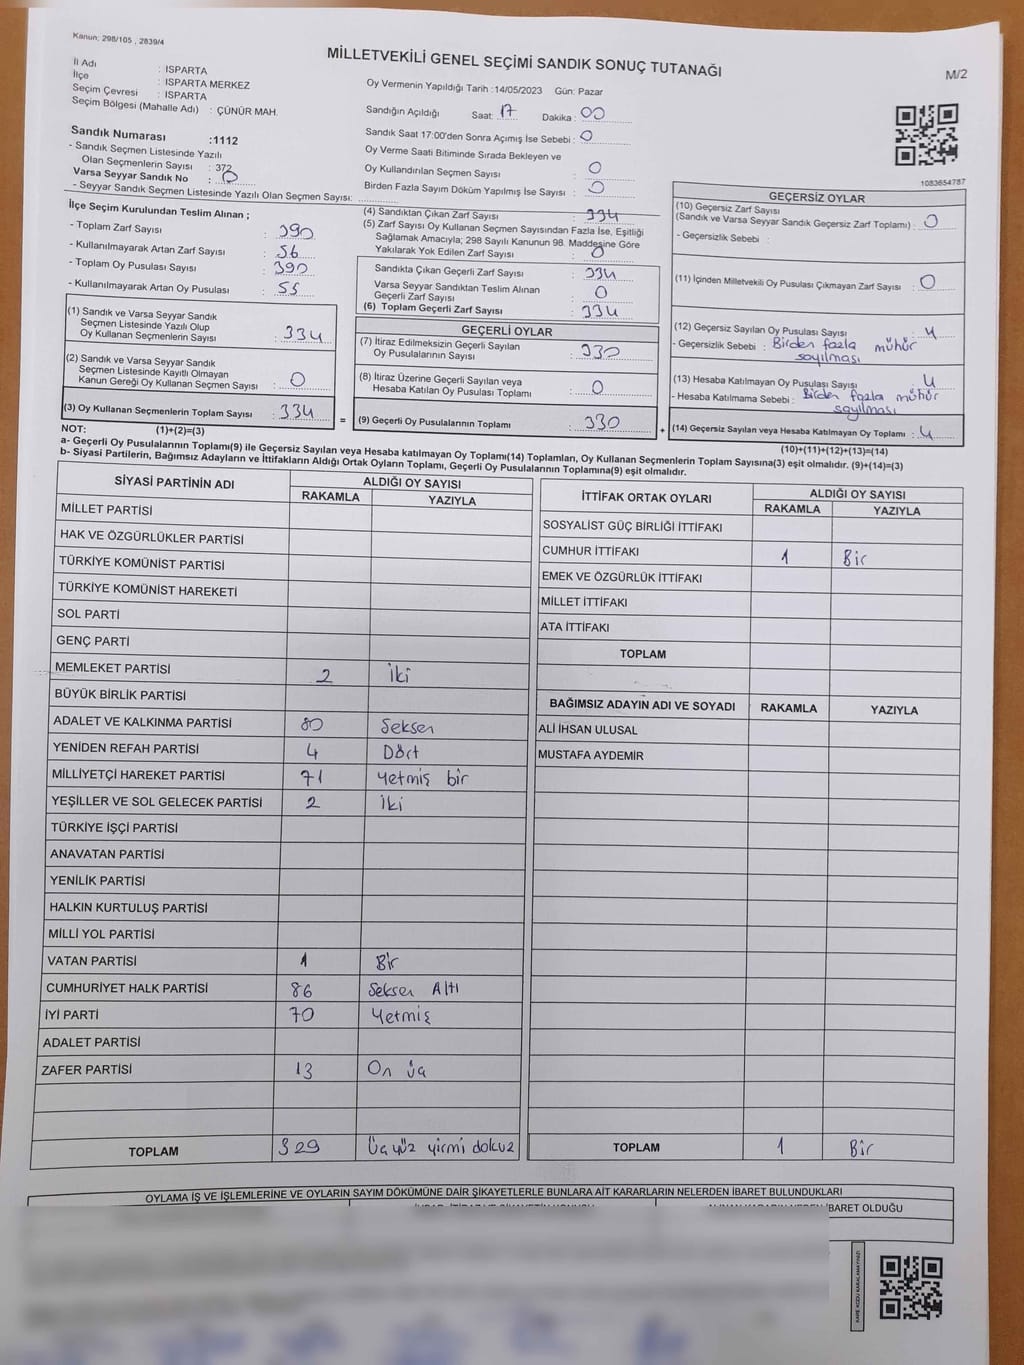 Kanun: 298/105 , 2839/4
MİLLETVEKİLİ GENEL SEÇİMİ SANDIK SONUÇ TUTANAĞI
M/2
İl Adı : ISPARTA
İlçe : ISPARTA MERKEZ
Seçim Çevresi : ISPARTA
Seçim Bölgesi (Mahalle Adı) : ÇÜNÜR MAH.
Sandık Numarası :1112
- Sandık Seçmen Listesinde Yazılı
Olan Seçmenlerin Sayısı : 372
Varsa Seyyar Sandık No : 0
- Seyyar Sandık Seçmen Listesinde Yazılı Olan Seçmen Sayısı:
Oy Vermenin Yapıldığı Tarih :14/05/2023 Gün: Pazar
Sandığın Açıldığı Saat: 17 Dakika : 00
Sandık Saat 17:00'den Sonra Açımış İse Sebebi : 0
Oy Verme Saati Bitiminde Sırada Bekleyen ve
Oy Kullandırılan Seçmen Sayısı : 0
Birden Fazla Sayım Döküm Yapılmış İse Sayısı : 0
1083654787
İlçe Seçim Kurulundan Teslim Alınan ;
- Toplam Zarf Sayısı : 390
- Kullanılmayarak Artan Zarf Sayısı : 56
- Toplam Oy Pusulası Sayısı : 390
- Kullanılmayarak Artan Oy Pusulası : 55
(1) Sandık ve Varsa Seyyar Sandık
Seçmen Listesinde Yazılı Olup
Oy Kullanan Seçmenlerin Sayısı : 334
(2) Sandık ve Varsa Seyyar Sandık
Seçmen Listesinde Kayıtlı Olmayan
Kanun Gereği Oy Kullanan Seçmen Sayısı : 0
(3) Oy Kullanan Seçmenlerin Toplam Sayısı : 334
=
(4) Sandıktan Çıkan Zarf Sayısı : 334
(5) Zarf Sayısı Oy Kullanan Seçmen Sayısından Fazla İse, Eşitliği
Sağlamak Amacıyla; 298 Sayılı Kanunun 98. Maddesine Göre
Yakılarak Yok Edilen Zarf Sayısı : 0
Sandıkta Çıkan Geçerli Zarf Sayısı : 334
Varsa Seyyar Sandıktan Teslim Alınan
Geçerli Zarf Sayısı : 0
(6) Toplam Geçerli Zarf Sayısı : 334
GEÇERLİ OYLAR
(7) İtiraz Edilmeksizin Geçerli Sayılan
Oy Pusulalarının Sayısı : 330
(8) İtiraz Üzerine Geçerli Sayılan veya
Hesaba Katılan Oy Pusulası Toplamı : 0
(9) Geçerli Oy Pusulalarının Toplamı : 330
+
GEÇERSİZ OYLAR
(10) Geçersiz Zarf Sayısı
(Sandık ve Varsa Seyyar Sandık Geçersiz Zarf Toplamı) : 0
- Geçersizlik Sebebi :
(11) İçinden Milletvekili Oy Pusulası Çıkmayan Zarf Sayısı : 0
(12) Geçersiz Sayılan Oy Pusulası Sayısı : 4
- Geçersizlik Sebebi : Birden fazla mühür
sayılması
(13) Hesaba Katılmayan Oy Pusulası Sayısı : 4
- Hesaba Katılmama Sebebi : Birden fazla mühür
sayılması
(14) Geçersiz Sayılan veya Hesaba Katılmayan Oy Toplamı : 4
NOT: (1)+(2)=(3)
(10)+(11)+(12)+(13)=(14)
a- Geçerli Oy Pusulalarının Toplamı(9) ile Geçersiz Sayılan veya Hesaba katılmayan Oy Toplamı(14) Toplamları, Oy Kullanan Seçmenlerin Toplam Sayısına(3) eşit olmalıdır. (9)+(14)=(3)
b- Siyasi Partilerin, Bağımsız Adayların ve İttifakların Aldığı Ortak Oyların Toplamı, Geçerli Oy Pusulalarının Toplamına(9) eşit olmalıdır.
SİYASİ PARTİNİN ADI ALDIĞI OY SAYISI
RAKAMLA YAZIYLA
MİLLET PARTİSİ
HAK VE ÖZGÜRLÜKLER PARTİSİ
TÜRKİYE KOMÜNİST PARTİSİ
TÜRKİYE KOMÜNİST HAREKETİ
SOL PARTİ
GENÇ PARTİ
MEMLEKET PARTİSİ 2 İki
BÜYÜK BİRLİK PARTİSİ
ADALET VE KALKINMA PARTİSİ 80 Seksen
YENİDEN REFAH PARTİSİ 4 Dört
MİLLİYETÇİ HAREKET PARTİSİ 71 Yetmiş bir
YEŞİLLER VE SOL GELECEK PARTİSİ 2 İki
TÜRKİYE İŞÇİ PARTİSİ
ANAVATAN PARTİSİ
YENİLİK PARTİSİ
HALKIN KURTULUŞ PARTİSİ
MİLLİ YOL PARTİSİ
VATAN PARTİSİ 1 Bir
CUMHURİYET HALK PARTİSİ 86 Seksen Altı
İYİ PARTİ 70 Yetmiş
ADALET PARTİSİ
ZAFER PARTİSİ 13 On üç
TOPLAM 329 Üçyüz yirmi dokuz
İTTİFAK ORTAK OYLARI ALDIĞI OY SAYISI
RAKAMLA YAZIYLA
SOSYALİST GÜÇ BİRLİĞİ İTTİFAKI
CUMHUR İTTİFAKI 1 Bir
EMEK VE ÖZGÜRLÜK İTTİFAKI
MİLLET İTTİFAKI
ATA İTTİFAKI
TOPLAM
BAĞIMSIZ ADAYIN ADI VE SOYADI RAKAMLA YAZIYLA
ALİ İHSAN ULUSAL
MUSTAFA AYDEMİR
TOPLAM 1 Bir
OYLAMA İŞ VE İŞLEMLERİNE VE OYLARIN SAYIM DÖKÜMÜNE DAİR ŞİKAYETLERLE BUNLARA AİT KARARLARIN NELERDEN İBARET BULUNDUKLARI
İBARET OLDUĞU
KARE KODU KARALAMAYINIZ!